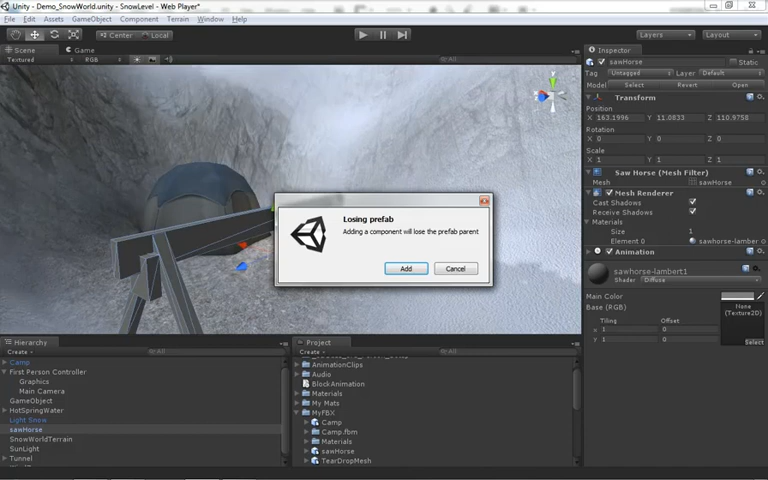 Unity - Demo_SnowWorld.unity - SnowLevel - Web Player*
File Edit Assets GameObject Component Terrain Window Help
Center Local Layers Layout
Scene Game
Textured RGB All
Inspector
sawHorse Static
Tag Untagged Layer Default
Model Select Revert Open
Transform
Position
X 163.1996 Y 11.0833 Z 110.9758
Rotation
X 0 Y 0 Z 0
Scale
X 1 Y 1 Z 1
Saw Horse (Mesh Filter)
Mesh sawHorse
Mesh Renderer
Cast Shadows
Receive Shadows
Materials
Size 1
Element 0 sawhorse-lamber
Animation
sawhorse-lambert1
Shader Diffuse
Main Color
Base (RGB)
None
(Texture2D)
Tiling Offset
x 1 0
y 1 0
Select
Losing prefab
Adding a component will lose the prefab parent
Add Cancel
Hierarchy
Create All
Camp
First Person Controller
Graphics
Main Camera
GameObject
HotSpringWater
Light Snow
sawHorse
SnowWorldTerrain
SunLight
Tunnel
Project
Create All
AnimationClips
Audio
BlockAnimation
Materials
My Mats
MyFBX
Camp
Camp.fbm
Materials
sawHorse
TearDropMesh